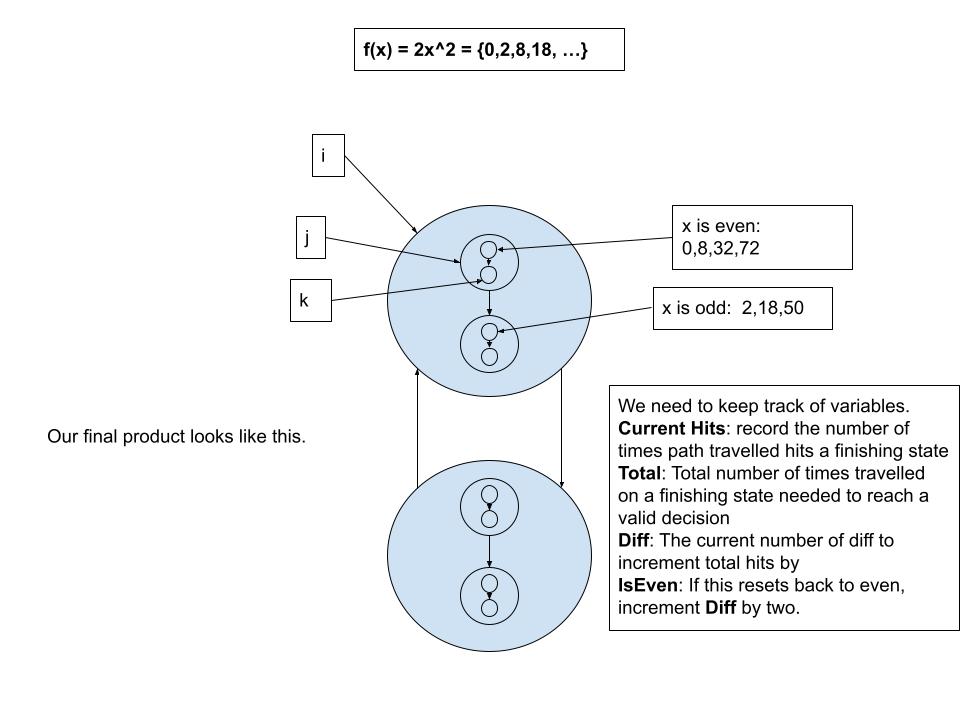 f(x) = 2x^2 = {0,2,8,18, …}
i
j
k
x is even:
0,8,32,72
x is odd:  2,18,50
Our final product looks like this.
We need to keep track of variables.
Current Hits: record the number of
times path travelled hits a finishing state
Total: Total number of times travelled
on a finishing state needed to reach a
valid decision
Diff: The current number of diff to
increment total hits by
IsEven: If this resets back to even,
increment Diff by two.